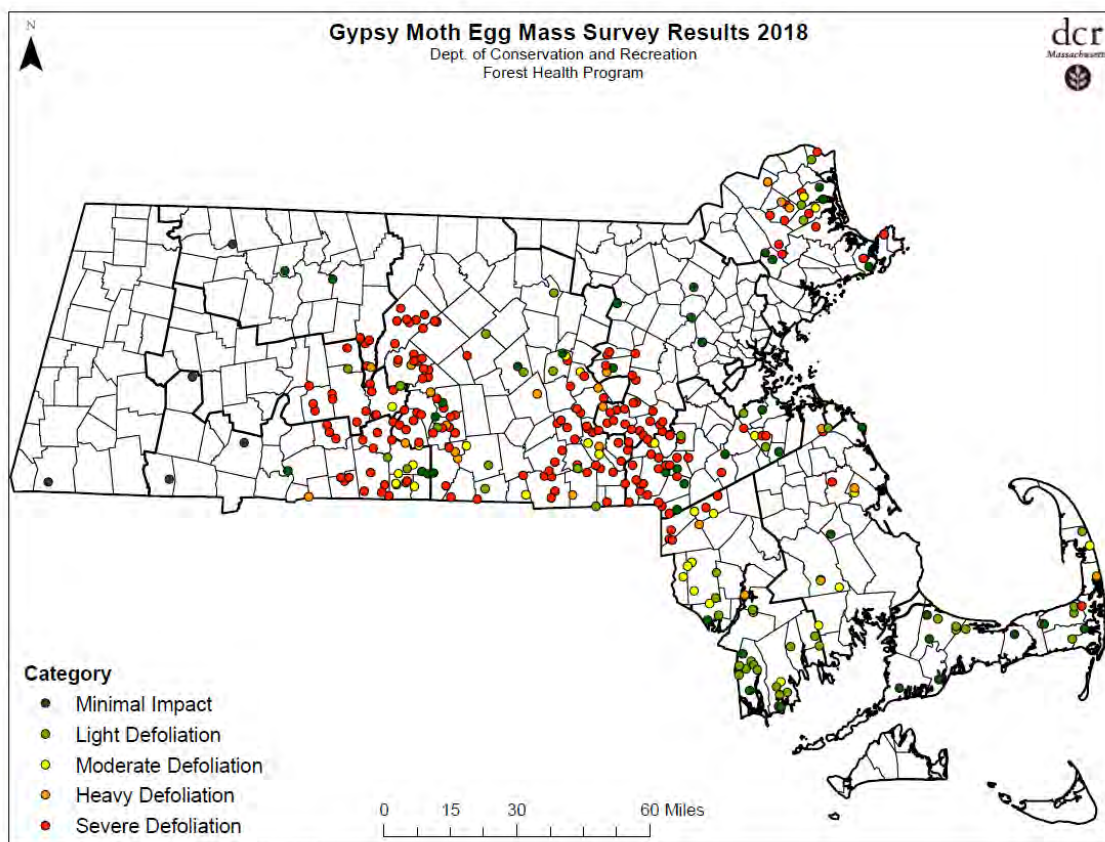 N
Gypsy Moth Egg Mass Survey Results 2018
Dept. of Conservation and Recreation
Forest Health Program
dcr
Massachusetts
Category
Minimal Impact
Light Defoliation
Moderate Defoliation
Heavy Defoliation
Severe Defoliation
0 15 30 60 Miles